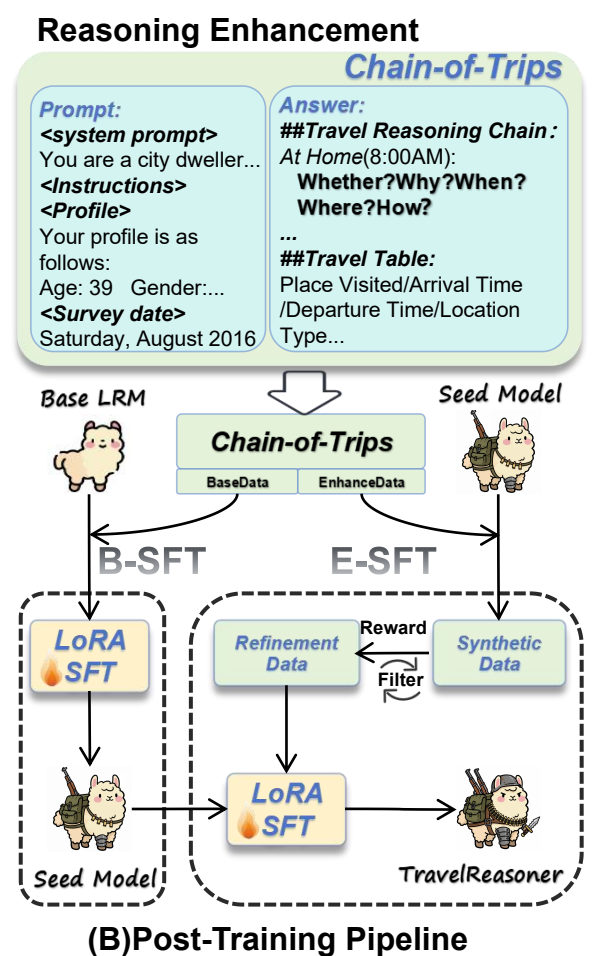 Reasoning Enhancement
Chain-of-Trips
Prompt:
<system prompt>
You are a city dweller...
<Instructions>
<Profile>
Your profile is as
follows:
Age: 39 Gender:...
<Survey date>
Saturday, August 2016
Answer:
##Travel Reasoning Chain:
At Home(8:00AM):
Whether?Why?When?
Where?How?
...
##Travel Table:
Place Visited/Arrival Time
/Departure Time/Location
Type...
Base LRM
Seed Model
Chain-of-Trips
BaseData
EnhanceData
B-SFT
E-SFT
LoRA
SFT
Refinement
Data
Reward
Filter
Synthetic
Data
LoRA
SFT
Seed Model
TravelReasoner
(B)Post-Training Pipeline